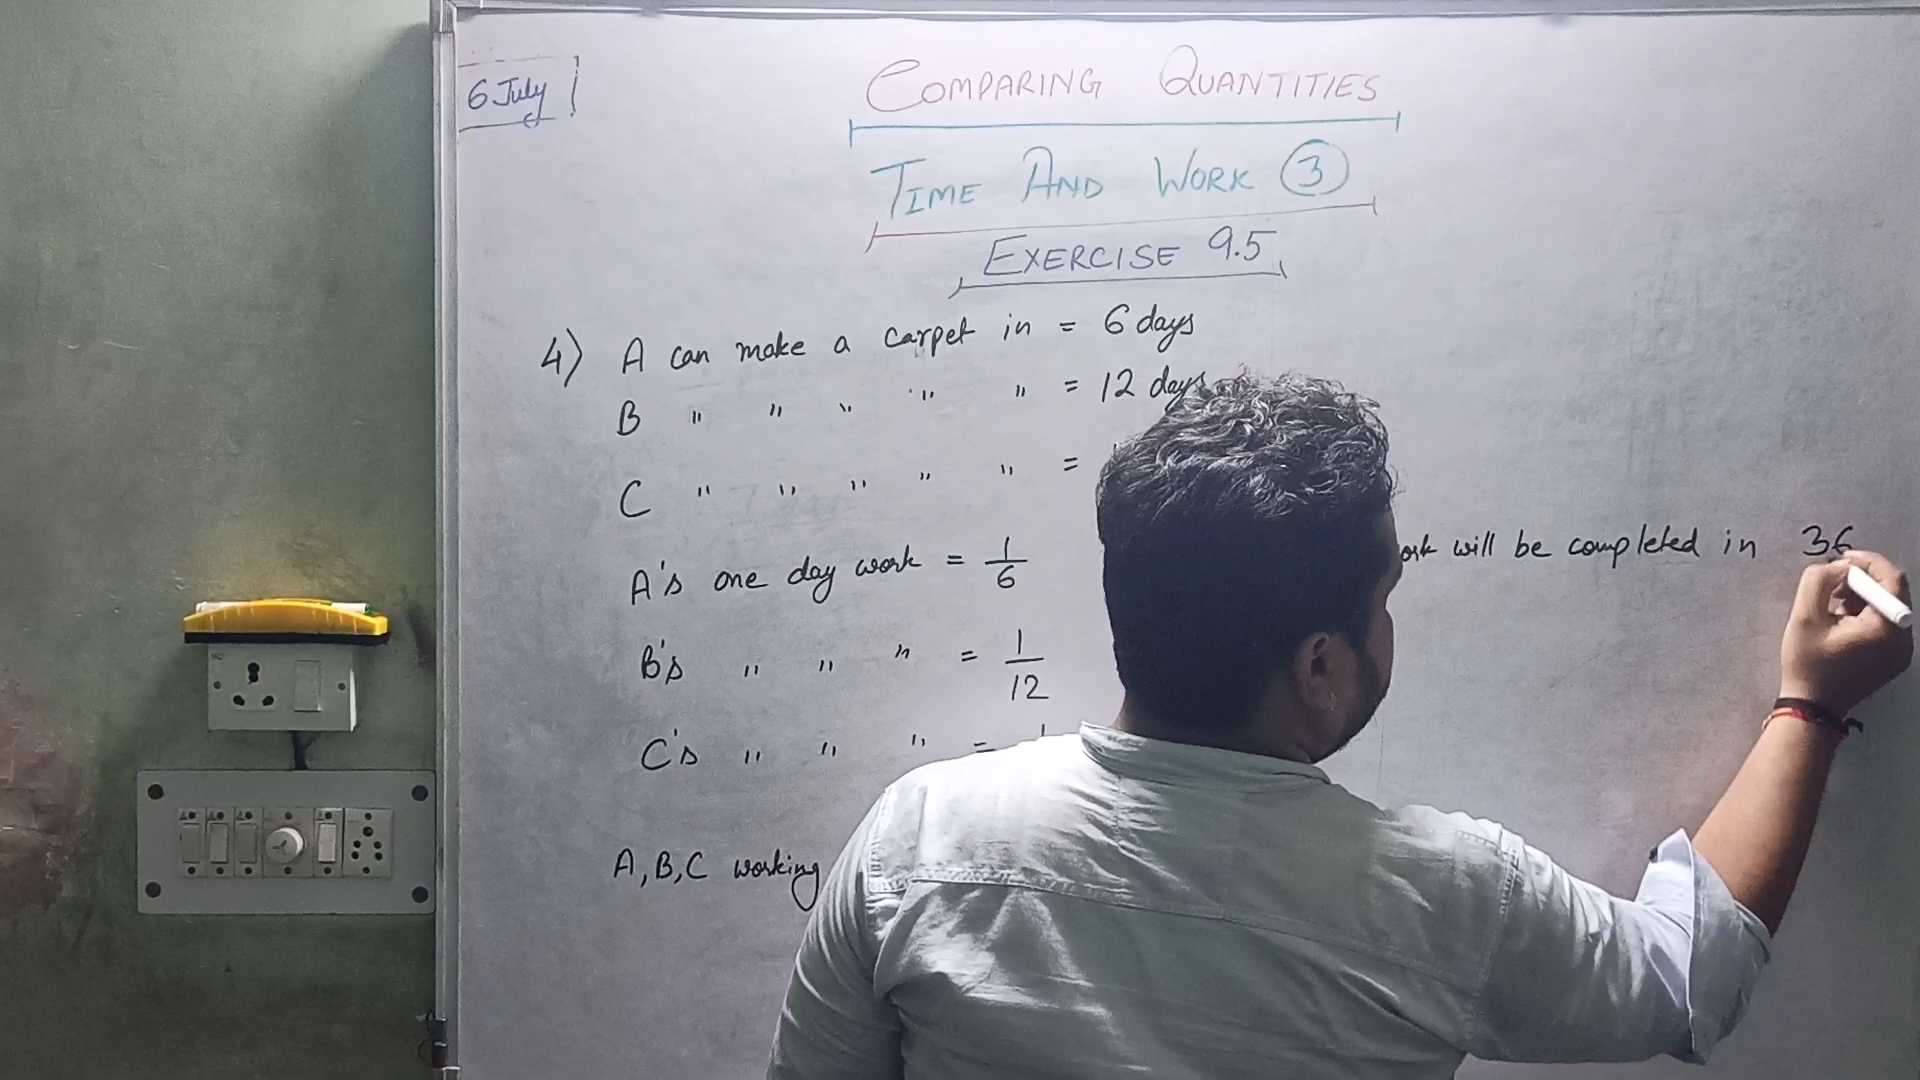 6 July
COMPARING QUANTITIES
TIME AND WORK 3
EXERCISE 9.5
4) A can make a carpet in = 6 days
B " " " " " = 12 days
C " " " " " =
A's one day work = 1/6
B's " " " = 1/12
C's " " " =
A, B, C working
will be completed in 36